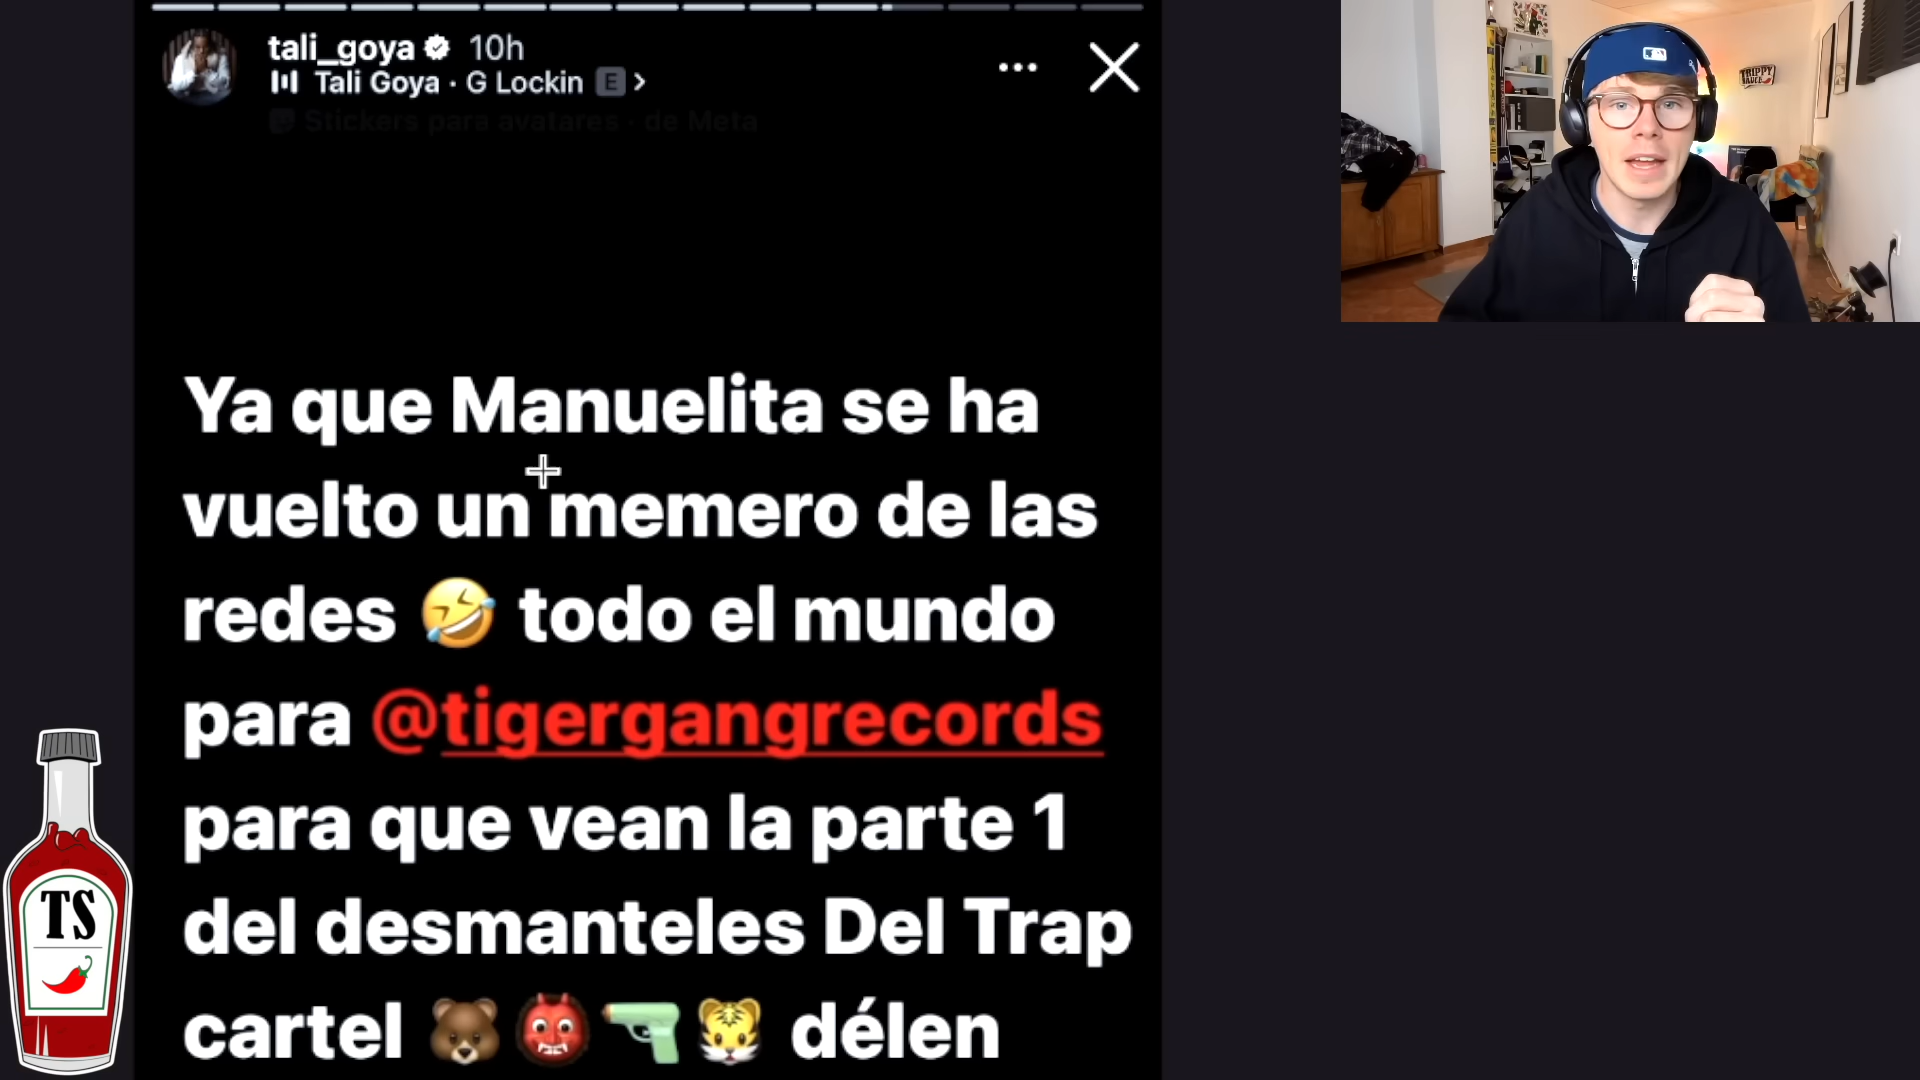 tali_goya 10h
Tali Goya · G Lockin E >
Stickers para avatares · de Meta
Ya que Manuelita se ha
vuelto un memero de las
redes 🤣 todo el mundo
para @tigergangrecords
para que vean la parte 1
del desmanteles Del Trap
cartel 🐻👹🔫🐯 délen
TS
TRIPPY
SAUCE